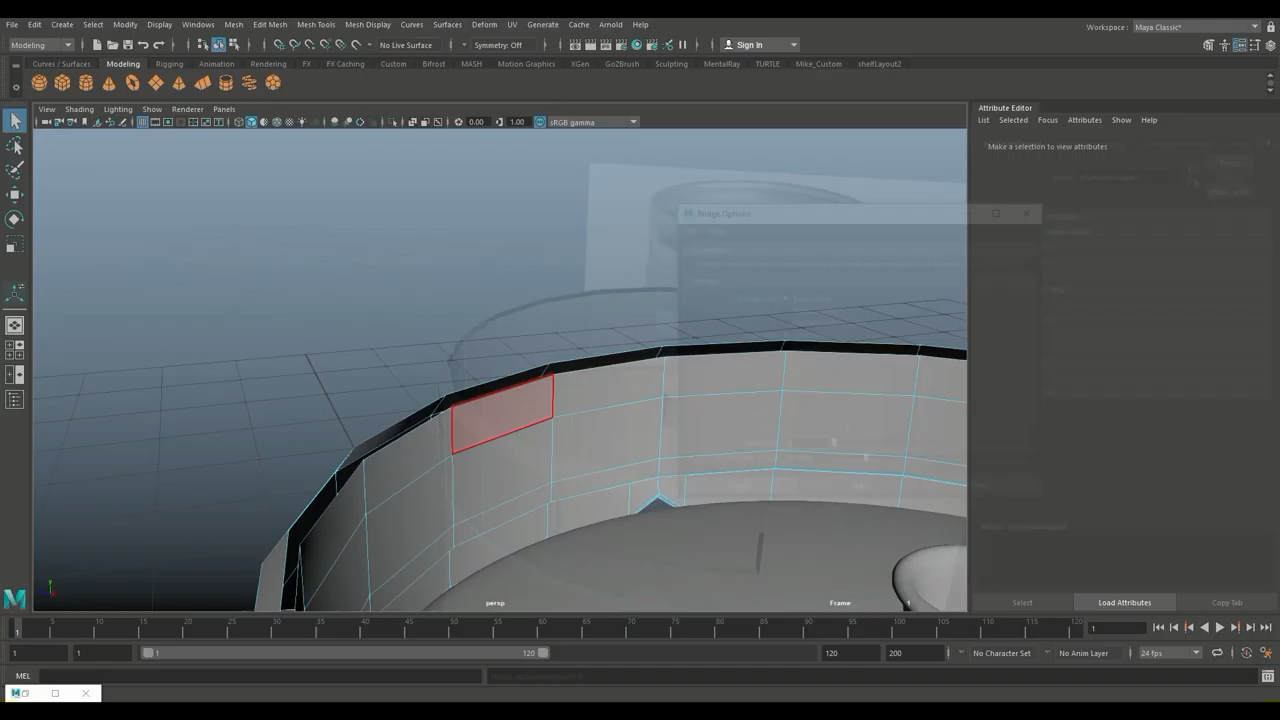 File Edit Create Select Modify Display Windows Mesh Edit Mesh Mesh Tools Mesh Display Curves Surfaces Deform UV Generate Cache Arnold Help
Workspace : Maya Classic*
Modeling No Live Surface Symmetry: Off Sign In
Curves / Surfaces Modeling Rigging Animation Rendering FX FX Caching Custom Bifrost MASH Motion Graphics XGen GoZBrush Sculpting MentalRay TURTLE Mike_Custom shelfLayout2
View Shading Lighting Show Renderer Panels
0.00 1.00 sRGB gamma
Attribute Editor
List Selected Focus Attributes Show Help
Make a selection to view attributes
Bridge Options
persp Frame: 1
Select Load Attributes Copy Tab
5 10 15 20 25 30 35 40 45 50 55 60 65 70 75 80 85 90 95 100 105 110 115 120
1 1
1 1 1 120 120 200 No Character Set No Anim Layer 24 fps
MEL